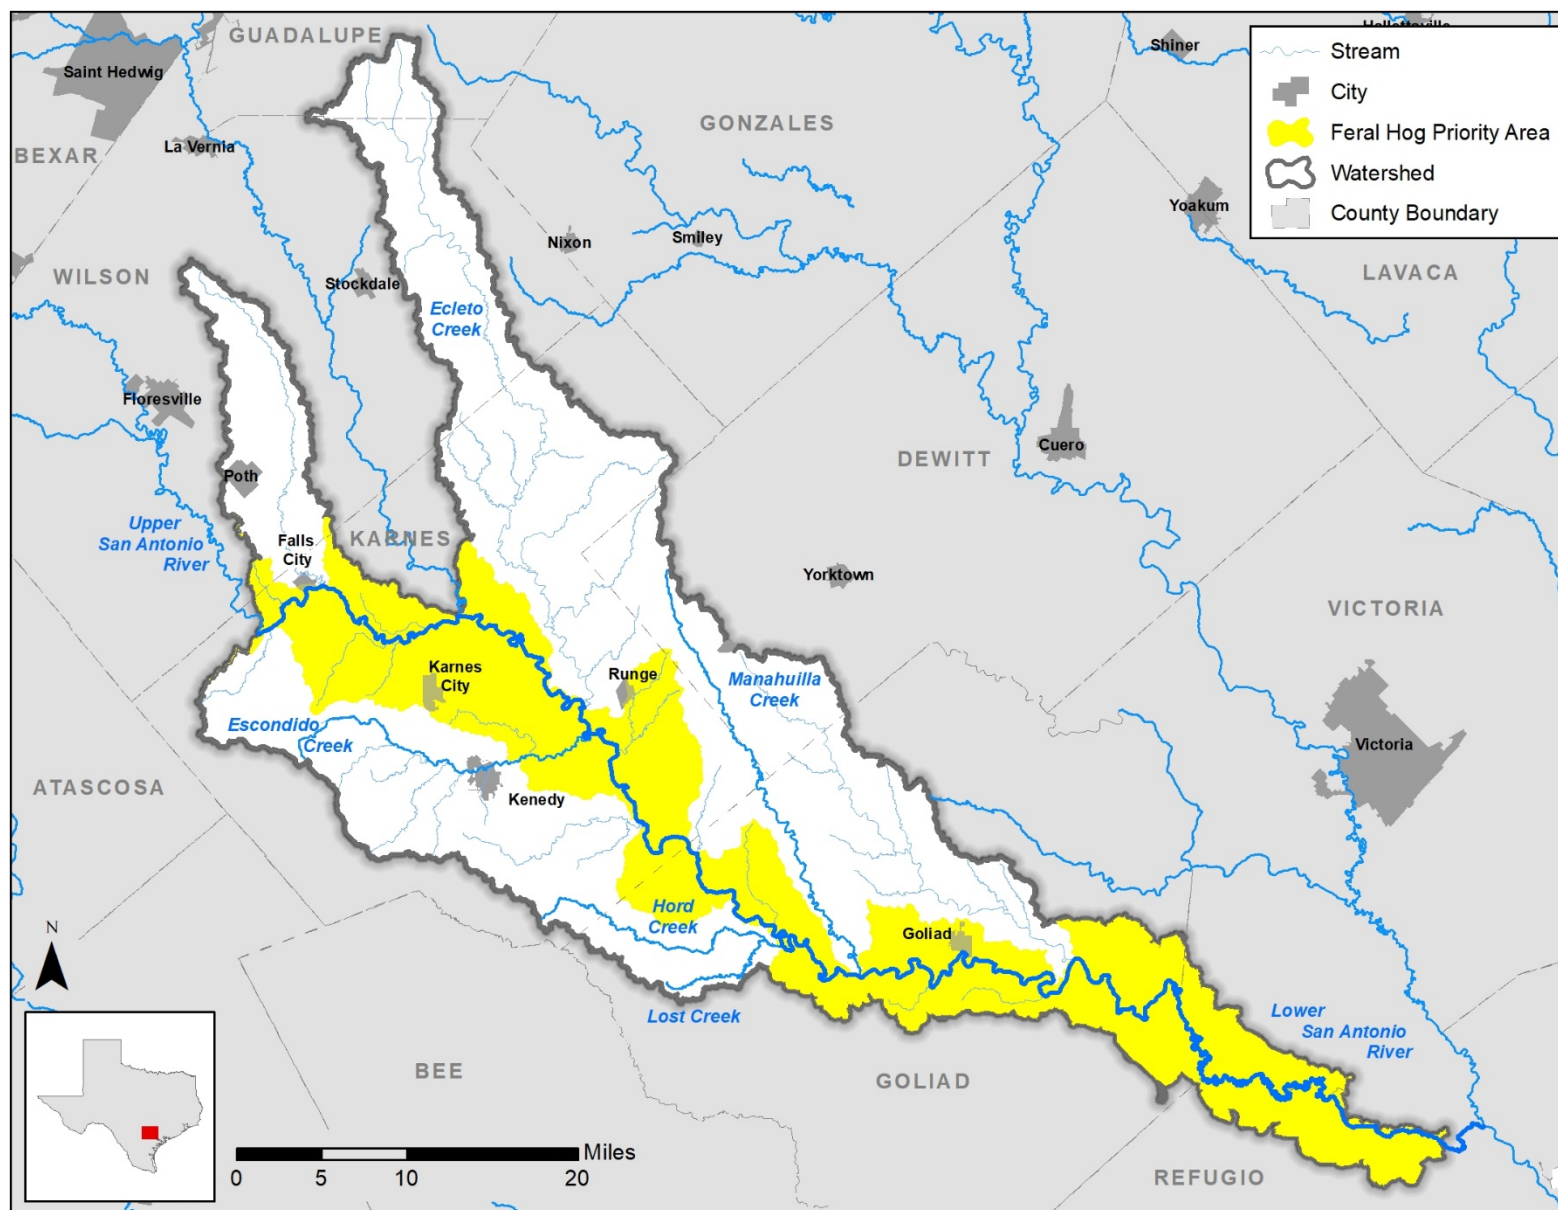 GUADALUPE
Hallettsville
Shiner
Saint Hedwig
Stream
City
Feral Hog Priority Area
Watershed
County Boundary
GONZALES
BEXAR
La Vernia
Yoakum
Nixon
Smiley
WILSON
Stockdale
LAVACA
Ecleto
Creek
Floresville
Cuero
DEWITT
Poth
Upper
San Antonio
River
Falls
City
KARNES
Yorktown
VICTORIA
Karnes
City
Runge
Manahuilla
Creek
Escondido
Creek
Victoria
ATASCOSA
Kenedy
Hord
Creek
Goliad
N
Lost Creek
Lower
San Antonio
River
BEE
GOLIAD
REFUGIO
Miles
0
5
10
20